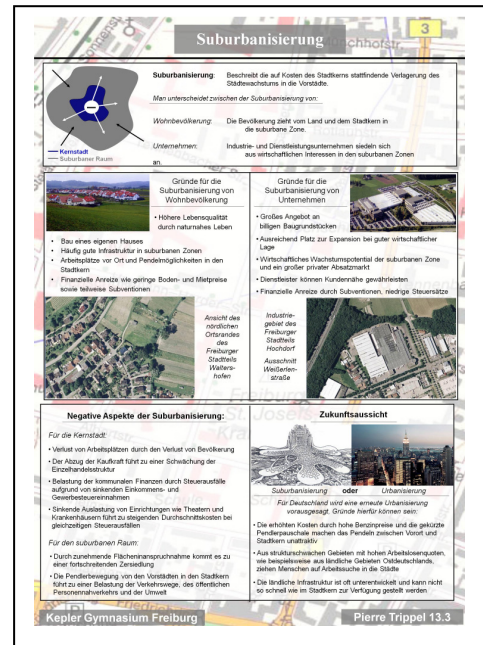 Suburbanisierung
3
Suburbanisierung: Beschreibt die auf Kosten des Stadtkerns stattfindende Verlagerung des
Städtewachstums in die Vorstädte.
Man unterscheidet zwischen der Suburbanisierung von:
Wohnbevölkerung: Die Bevölkerung zieht vom Land und dem Stadtkern in
die suburbane Zone.
Unternehmen: Industrie- und Dienstleistungsunternehmen siedeln sich
aus wirtschaftlichen Interessen in den suburbanen Zonen
an.
Kernstadt
Suburbaner Raum
Gründe für die
Suburbanisierung von
Wohnbevölkerung
• Höhere Lebensqualität
durch naturnahes Leben
• Bau eines eigenen Hauses
• Häufig gute Infrastruktur in suburbanen Zonen
• Arbeitsplätze vor Ort und Pendelmöglichkeiten in den
Stadtkern
• Finanzielle Anreize wie geringe Boden- und Mietpreise
sowie teilweise Subventionen
Ansicht des
nördlichen
Ortsrandes
des
Freiburger
Stadtteils
Walters-
hofen
Gründe für die
Suburbanisierung von
Unternehmen
• Großes Angebot an
billigen Baugrundstücken
• Ausreichend Platz zur Expansion bei guter wirtschaftlicher
Lage
• Wirtschaftliches Wachstumspotential der suburbanen Zone
und ein großer privater Absatzmarkt
• Dienstleister können Kundennähe gewährleisten
• Finanzielle Anreize durch Subventionen, niedrige Steuersätze
Industrie-
gebiet des
Freiburger
Stadtteils
Hochdorf
Ausschnitt
Weißerlen-
straße
Negative Aspekte der Suburbanisierung:
Für die Kernstadt:
• Verlust von Arbeitsplätzen durch den Verlust von Bevölkerung
• Der Abzug der Kaufkraft führt zu einer Schwächung der
Einzelhandelsstruktur
• Belastung der kommunalen Finanzen durch Steuerausfälle
aufgrund von sinkenden Einkommens- und
Gewerbesteuereinnahmen
• Sinkende Auslastung von Einrichtungen wie Theatern und
Krankenhäusern führt zu steigenden Durchschnittskosten bei
gleichzeitigen Steuerausfällen
Für den suburbanen Raum:
• Durch zunehmende Flächeninanspruchnahme kommt es zu
einer fortschreitenden Zersiedlung
• Die Pendlerbewegung von den Vorstädten in den Stadtkern
führt zu einer Belastung der Verkehrswege, des öffentlichen
Personennahverkehrs und der Umwelt
Zukunftsaussicht
Suburbanisierung oder Urbanisierung
Für Deutschland wird eine erneute Urbanisierung
vorausgesagt. Gründe hierfür können sein:
• Die erhöhten Kosten durch hohe Benzinpreise und die gekürzte
Pendlerpauschale machen das Pendeln zwischen Vorort und
Stadtkern unattraktiv
• Aus strukturschwachen Gebieten mit hohen Arbeitslosenquoten,
wie beispielsweise aus ländliche Gebieten Ostdeutschlands,
ziehen Menschen auf Arbeitssuche in die Städte
• Die ländliche Infrastruktur ist oft unterentwickelt und kann nicht
so schnell wie im Stadtkern zur Verfügung gestellt werden
Kepler Gymnasium Freiburg
Pierre Trippel 13.3